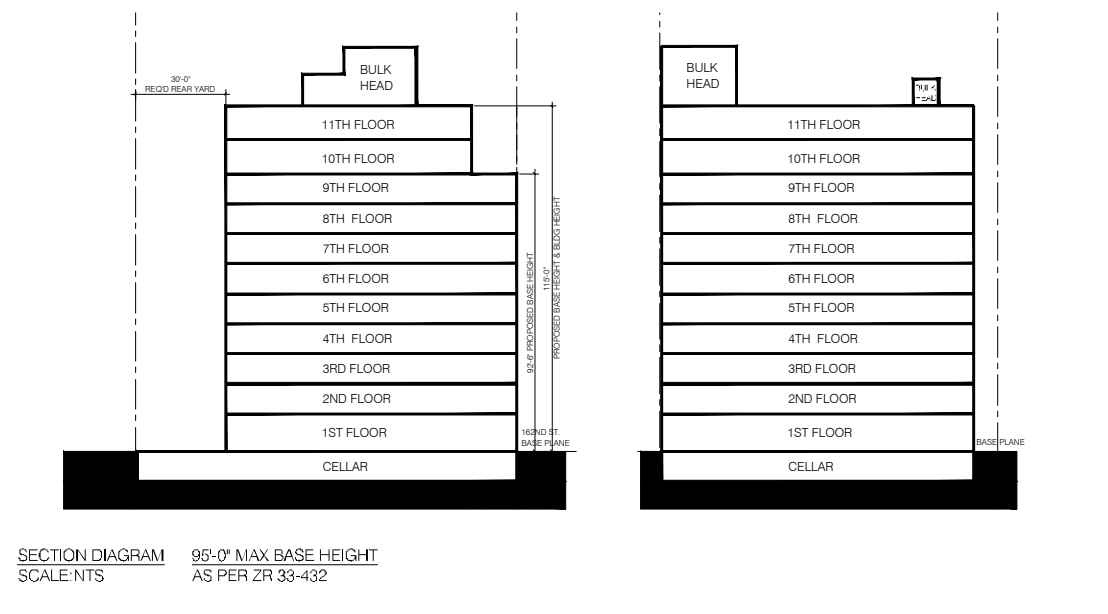 30'-0"
REQ'D REAR YARD
BULK
HEAD
11TH FLOOR
10TH FLOOR
9TH FLOOR
8TH FLOOR
7TH FLOOR
6TH FLOOR
5TH FLOOR
4TH FLOOR
3RD FLOOR
2ND FLOOR
1ST FLOOR
CELLAR
92'-6" PROPOSED BASE HEIGHT
115'-0"
PROPOSED BASE HEIGHT & BLDG HEIGHT
162ND ST.
BASE PLANE
BULK
HEAD
BULK
HEAD
11TH FLOOR
10TH FLOOR
9TH FLOOR
8TH FLOOR
7TH FLOOR
6TH FLOOR
5TH FLOOR
4TH FLOOR
3RD FLOOR
2ND FLOOR
1ST FLOOR
CELLAR
BASE PLANE
SECTION DIAGRAM
SCALE:NTS
95'-0" MAX BASE HEIGHT
AS PER ZR 33-432